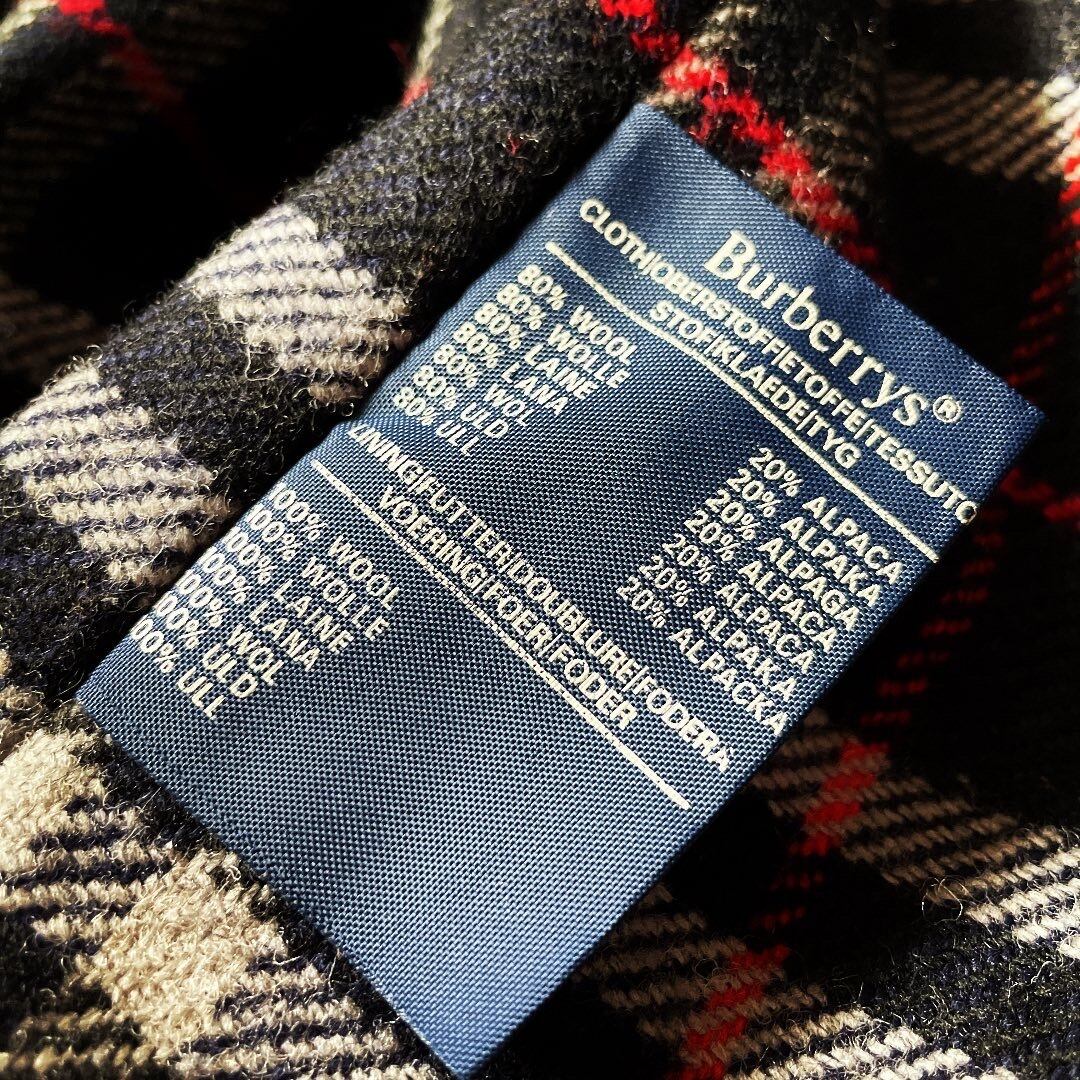 Burberrys®
CLOTH|OBERSTOFF|ETOFFE|TESSUTO
STOF|KLAEDE|TYG
80% WOOL 20% ALPACA
80% WOLLE 20% ALPAKA
80% LAINE 20% ALPAGA
80% LANA 20% ALPACA
80% WOL 20% ALPACA
80% ULD 20% ALPAKA
80% ULL 20% ALPACKA
LINING|FUTTER|DOUBLURE|FODERA
VOERING|FOER|FODER
100% WOOL
100% WOLLE
100% LAINE
100% LANA
100% WOL
100% ULD
100% ULL